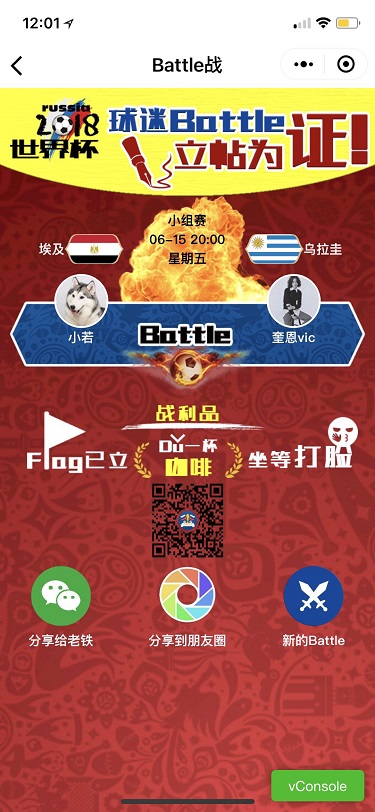 12:01
Battle战
russia
2018
世界杯
球迷Battle
立帖为证!
小组赛
埃及
06-15 20:00
乌拉圭
星期五
小若
Battle
奎恩vic
战利品
Flag已立
Du一杯
咖啡
坐等打脸
分享给老铁
分享到朋友圈
新的Battle
vConsole